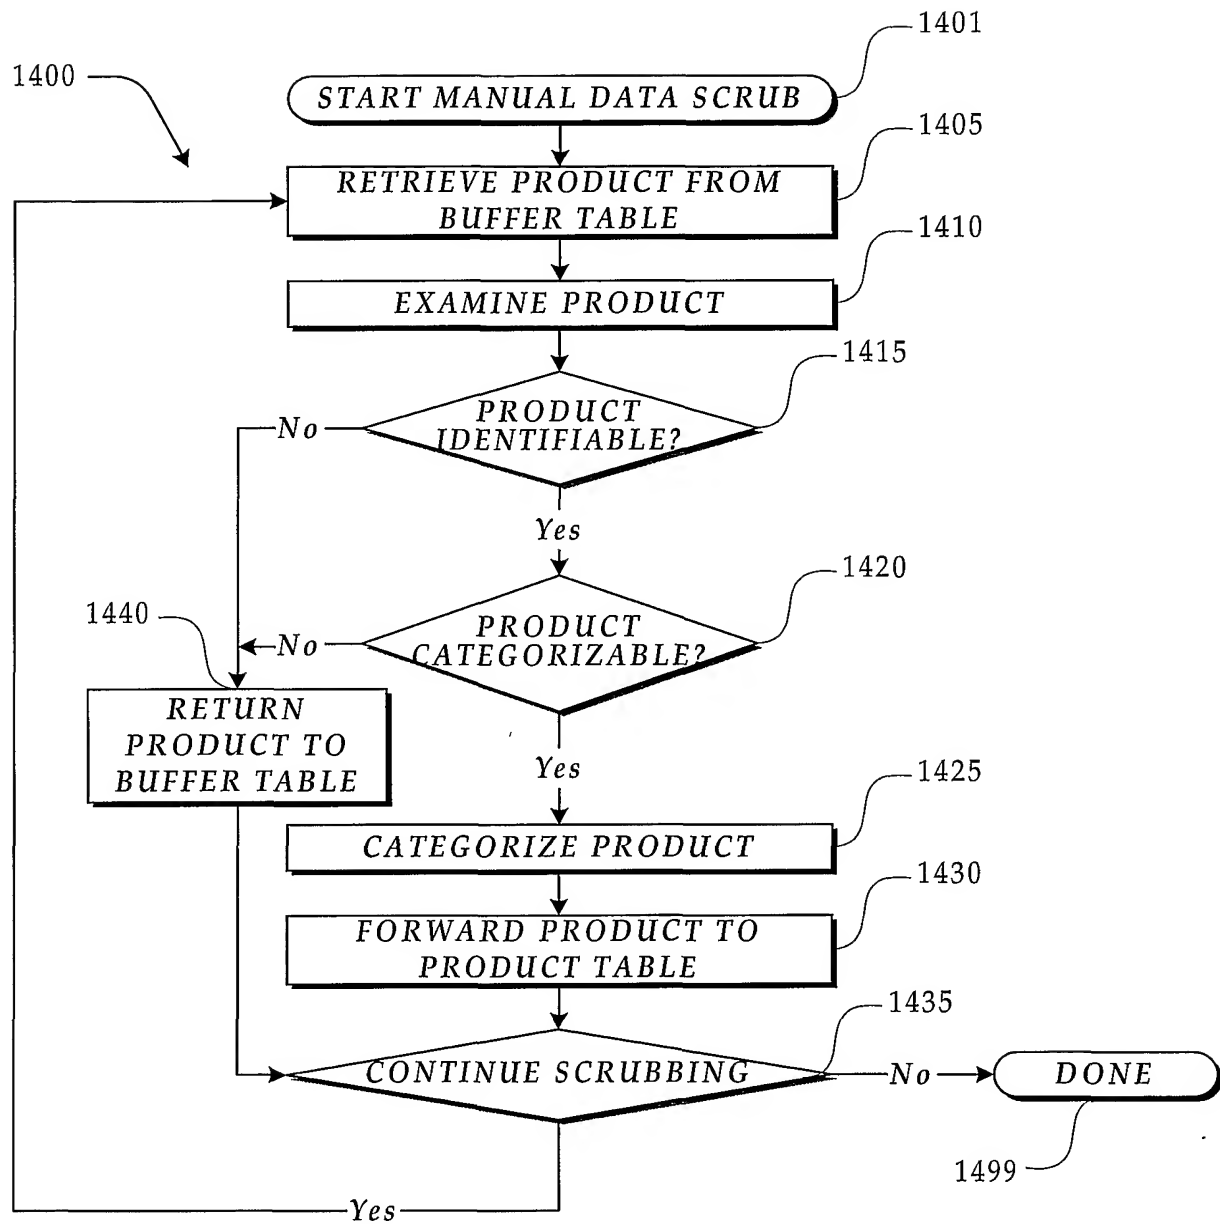 1401
1400
START MANUAL DATA SCRUB
1405
RETRIEVE PRODUCT FROM
BUFFER TABLE
1410
EXAMINE PRODUCT
1415
PRODUCT
IDENTIFIABLE?
No
Yes
1420
1440
PRODUCT
CATEGORIZABLE?
No
RETURN
PRODUCT TO
BUFFER TABLE
Yes
1425
CATEGORIZE PRODUCT
1430
FORWARD PRODUCT TO
PRODUCT TABLE
1435
CONTINUE SCRUBBING
No
DONE
1499
Yes